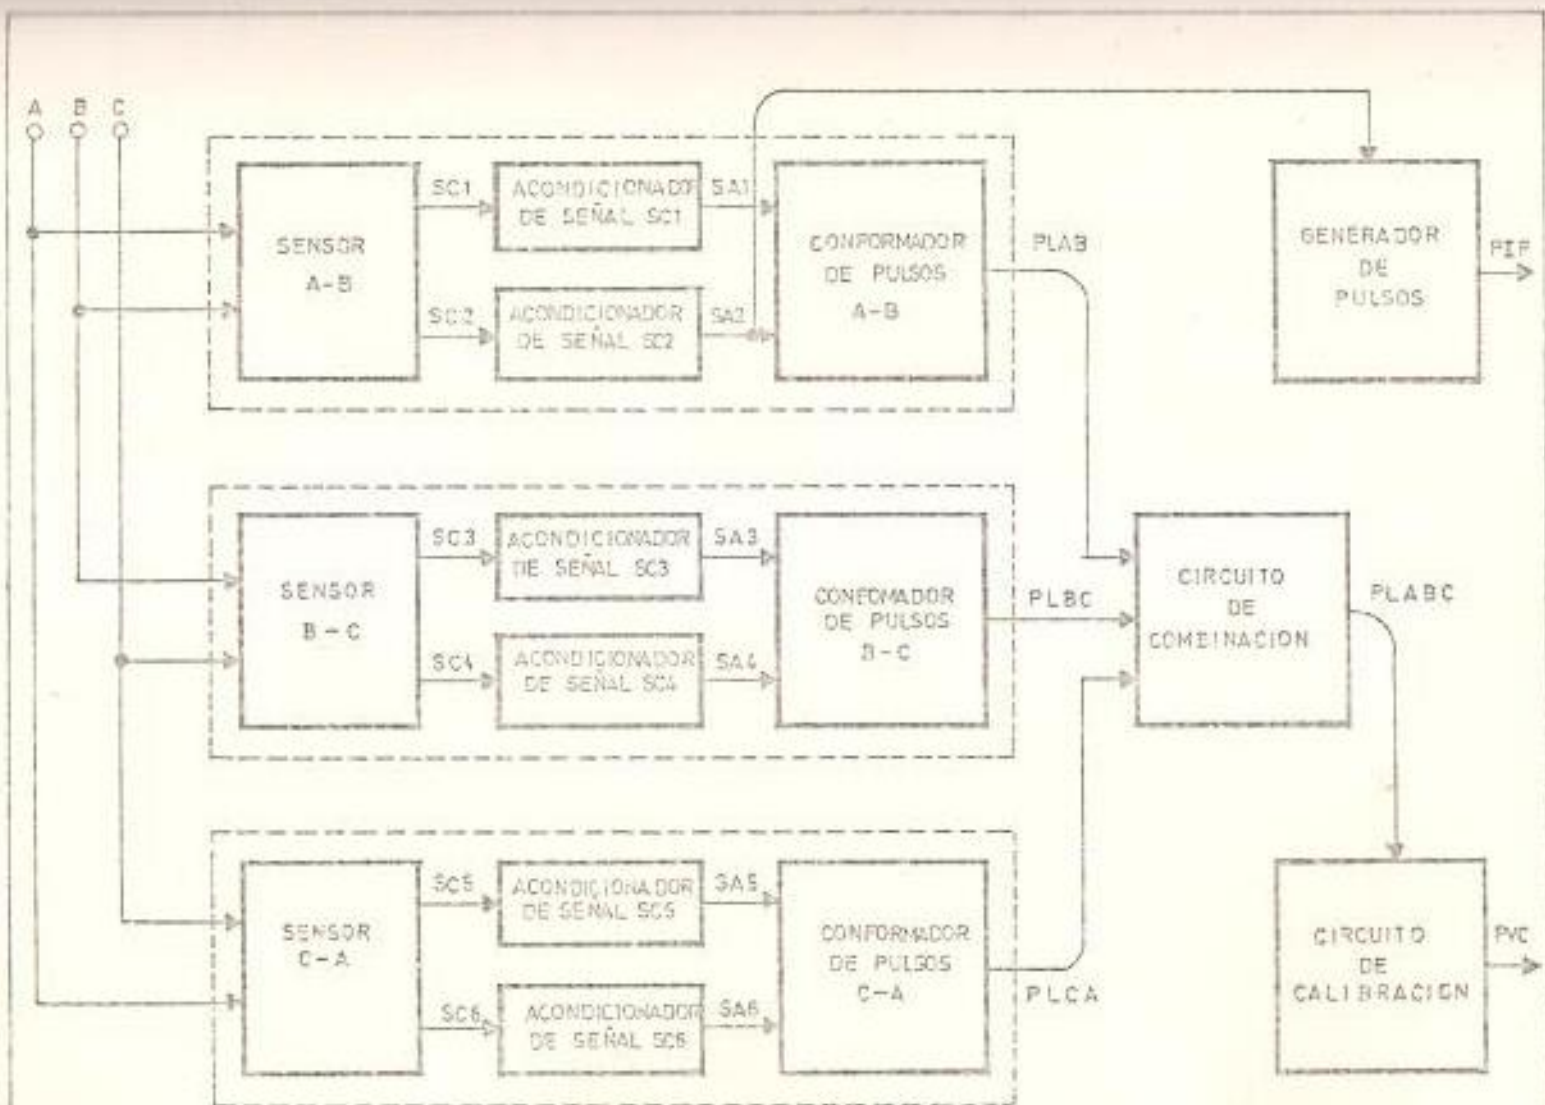 A B C
SENSOR
A-B
SC1
SC2
ACONDICIONADOR
DE SEÑAL SC1
ACONDICIONADOR
DE SEÑAL SC2
SA1
SA2
CONFORMADOR
DE PULSOS
A-B
PLAB
GENERADOR
DE
PULSOS
SENSOR
B-C
SC3
SC4
ACONDICIONADOR
DE SEÑAL SC3
ACONDICIONADOR
DE SEÑAL SC4
SA3
SA4
CONFOMADOR
DE PULSOS
B-C
PLBC
CIRCUITO
DE
COMBINACION
PLABC
SENSOR
C-A
SC5
SC6
ACONDICIONADOR
DE SEÑAL SC5
ACONDICIONADOR
DE SEÑAL SC6
SA5
SA6
CONFORMADOR
DE PULSOS
C-A
PLCA
CIRCUITO
DE
CALIBRACION
PVC